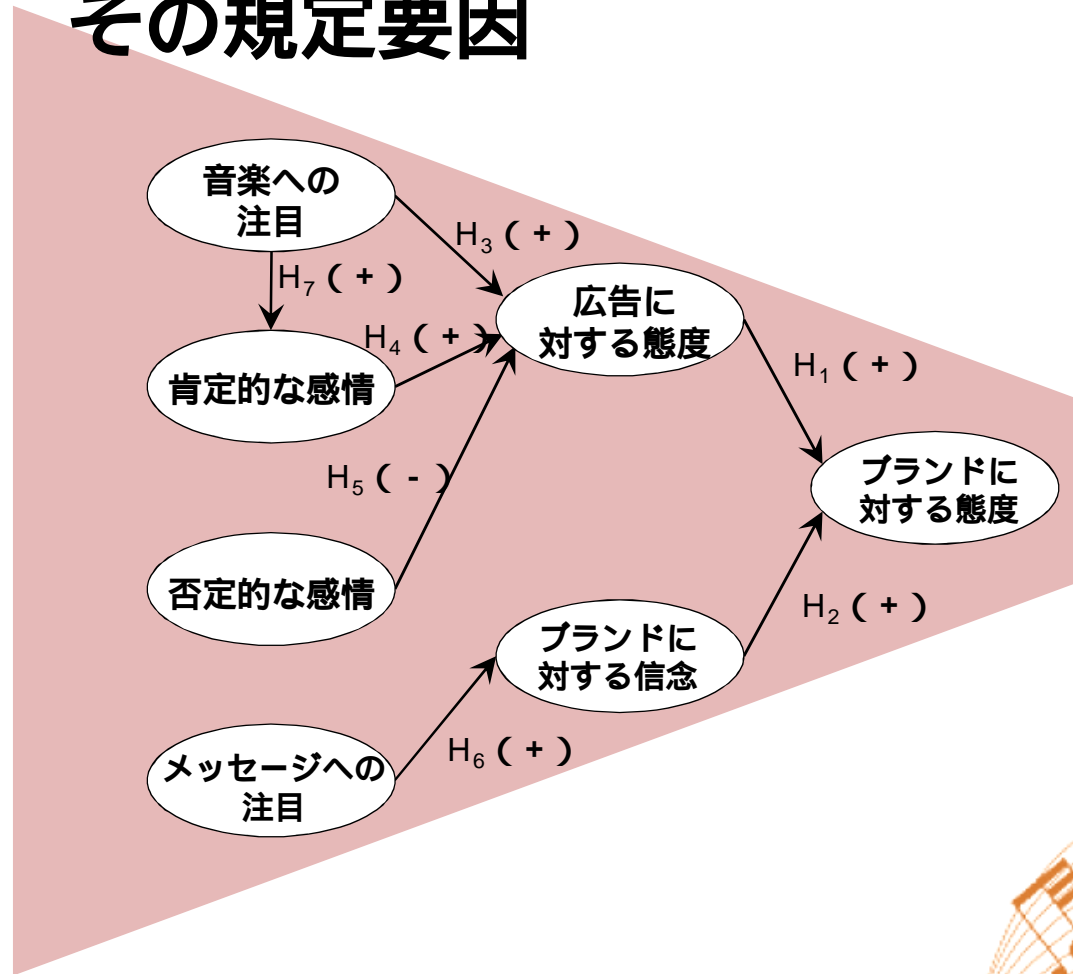 その規定要因
音楽への
注目
H₃（+）
H₇（+）
広告に
対する態度
H₄（+）
H₁（+）
肯定的な感情
H₅（-）
ブランドに
対する態度
否定的な感情
H₂（+）
ブランドに
対する信念
H₆（+）
メッセージへの
注目